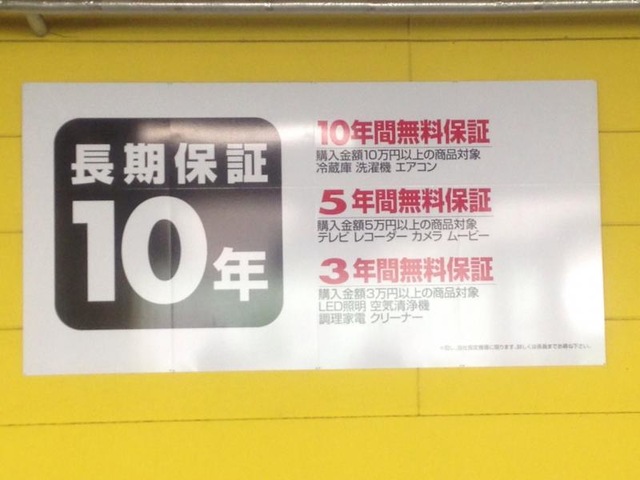 長期保証
10年
10年間無料保証
購入金額10万円以上の商品対象
冷蔵庫 洗濯機 エアコン
5年間無料保証
購入金額5万円以上の商品対象
テレビ レコーダー カメラ ムービー
3年間無料保証
購入金額3万円以上の商品対象
LED照明 空気清浄機
調理家電 クリーナー